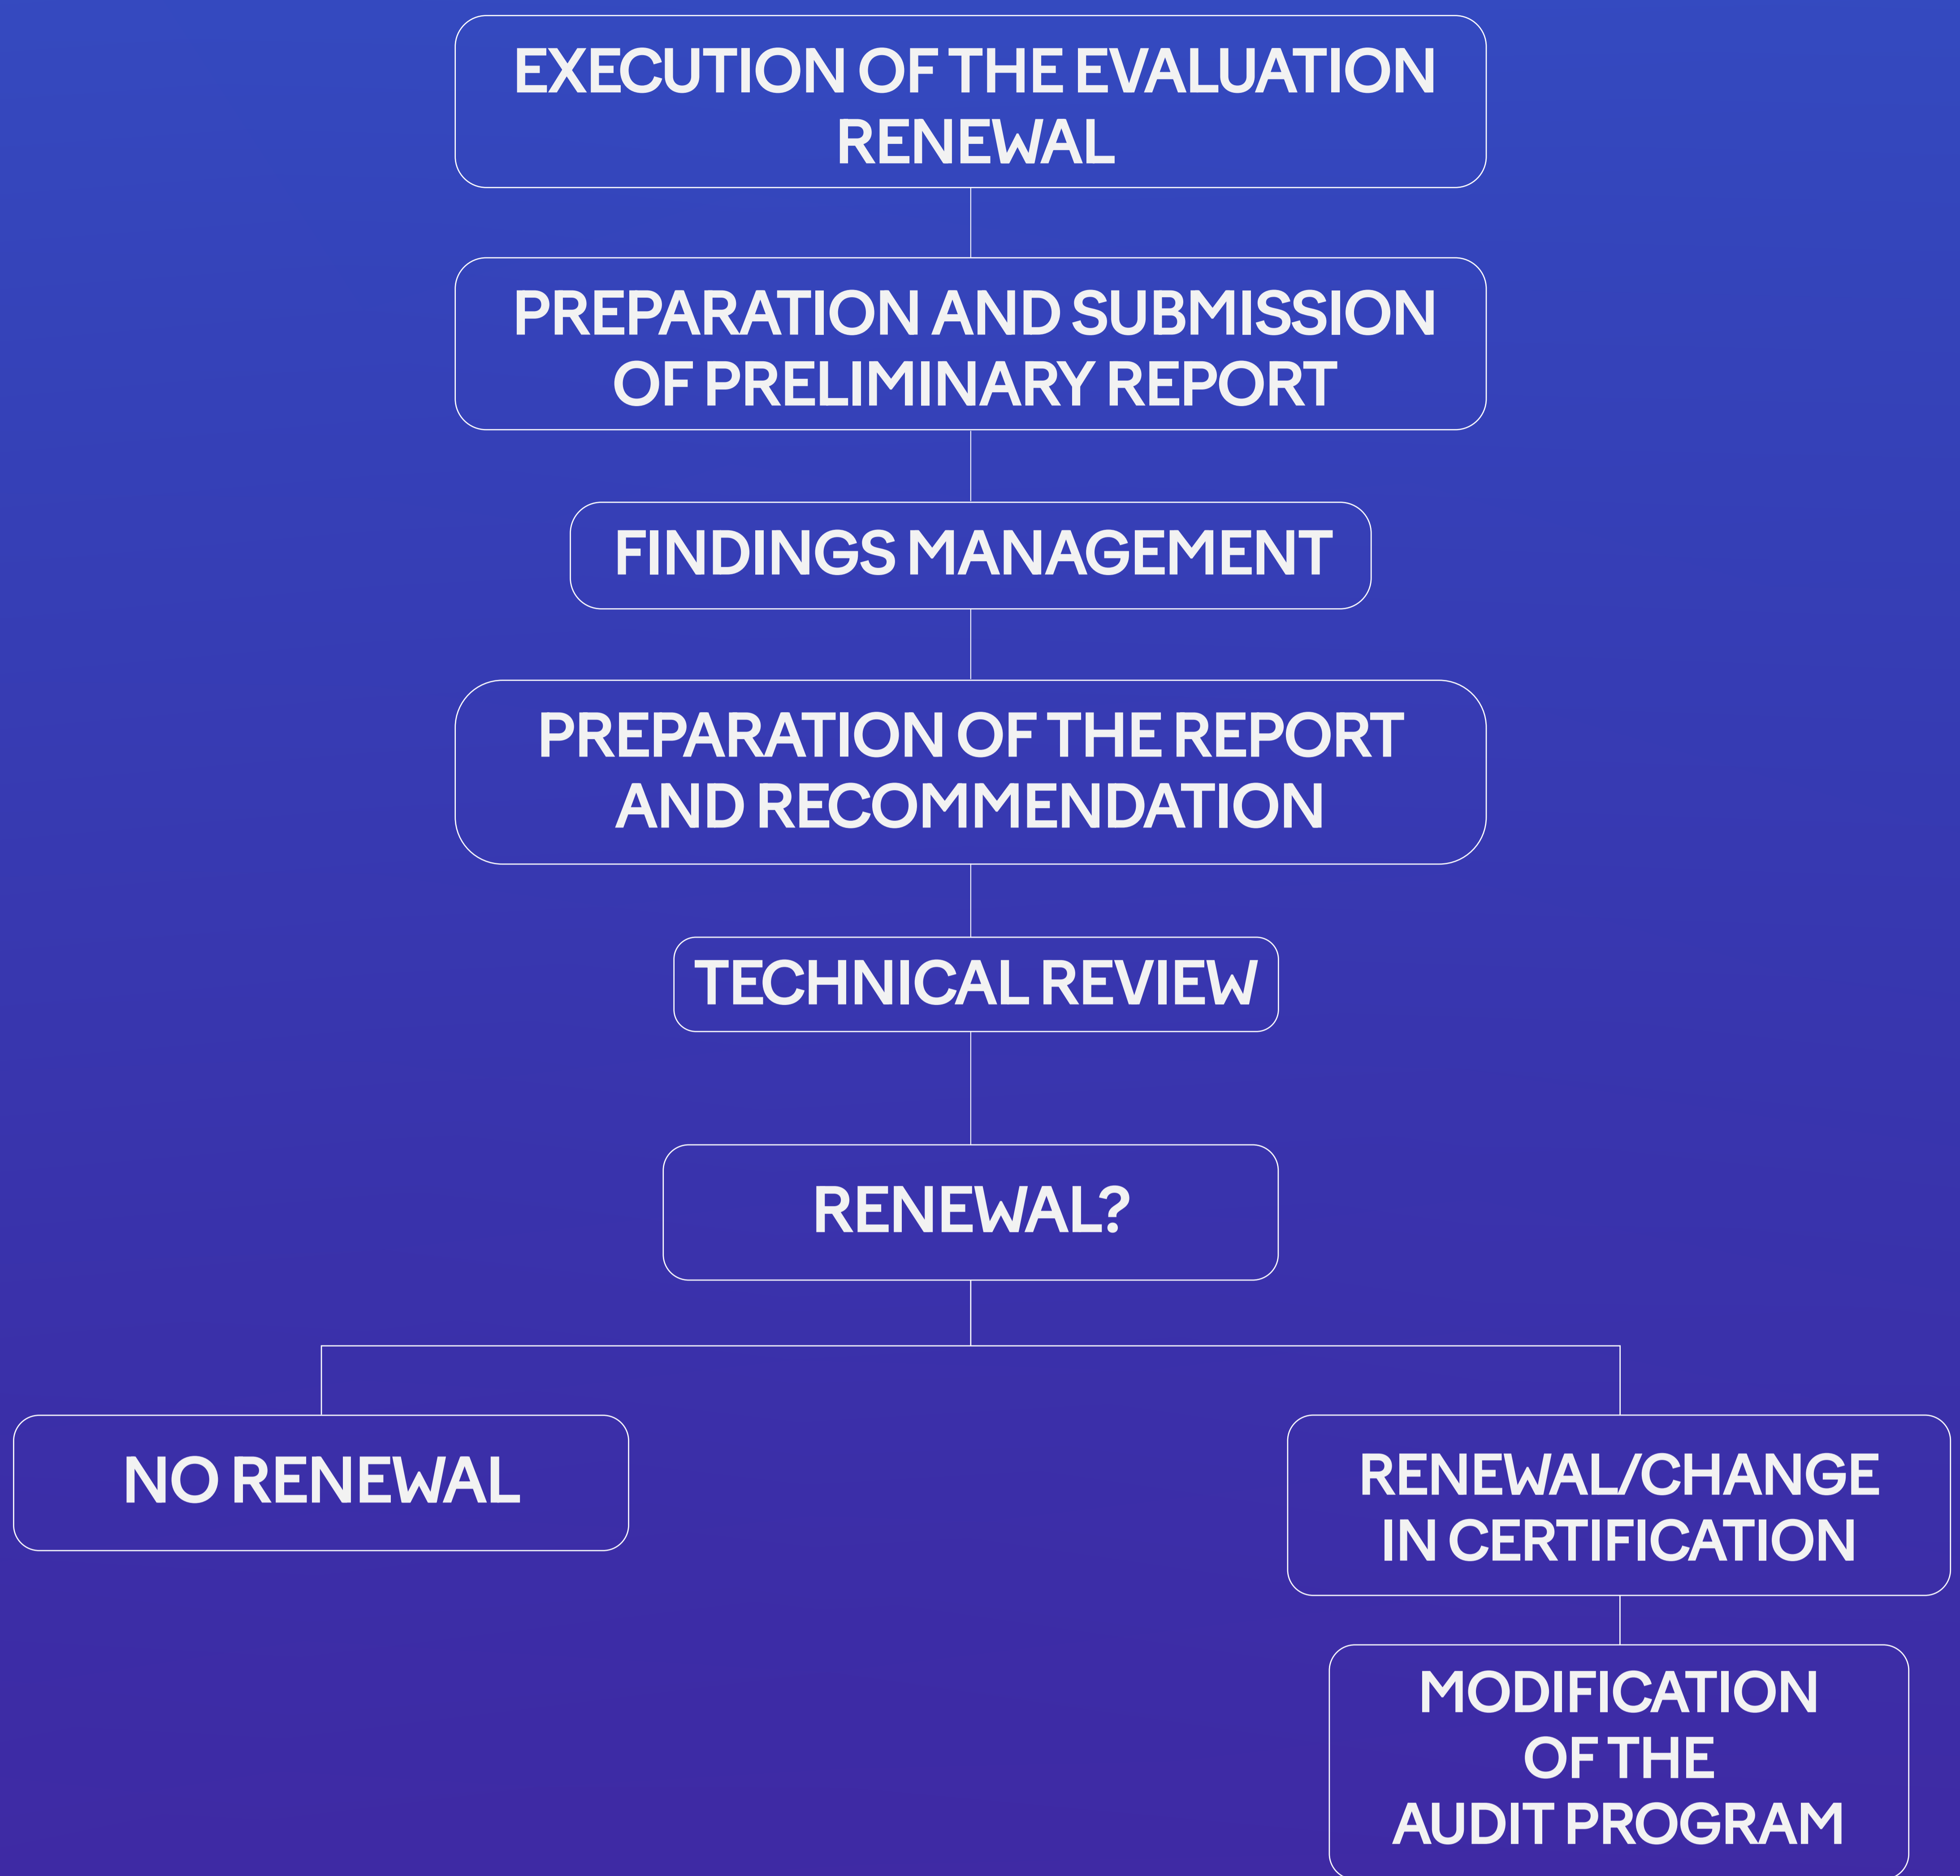 EXECUTION OF THE EVALUATION
RENEWAL
PREPARATION AND SUBMISSION
OF PRELIMINARY REPORT
FINDINGS MANAGEMENT
PREPARATION OF THE REPORT
AND RECOMMENDATION
TECHNICAL REVIEW
RENEWAL?
NO RENEWAL
RENEWAL/CHANGE
IN CERTIFICATION
MODIFICATION
OF THE
AUDIT PROGRAM